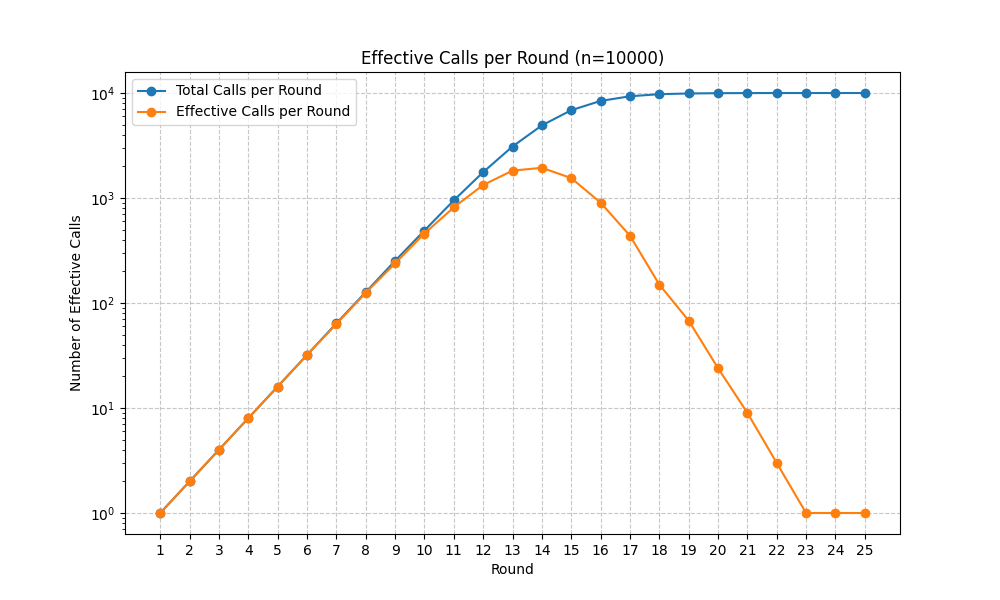 Effective Calls per Round (n=10000)
Total Calls per Round
Effective Calls per Round
Number of Effective Calls
10⁴
10³
10²
10¹
10⁰
1 2 3 4 5 6 7 8 9 10 11 12 13 14 15 16 17 18 19 20 21 22 23 24 25
Round